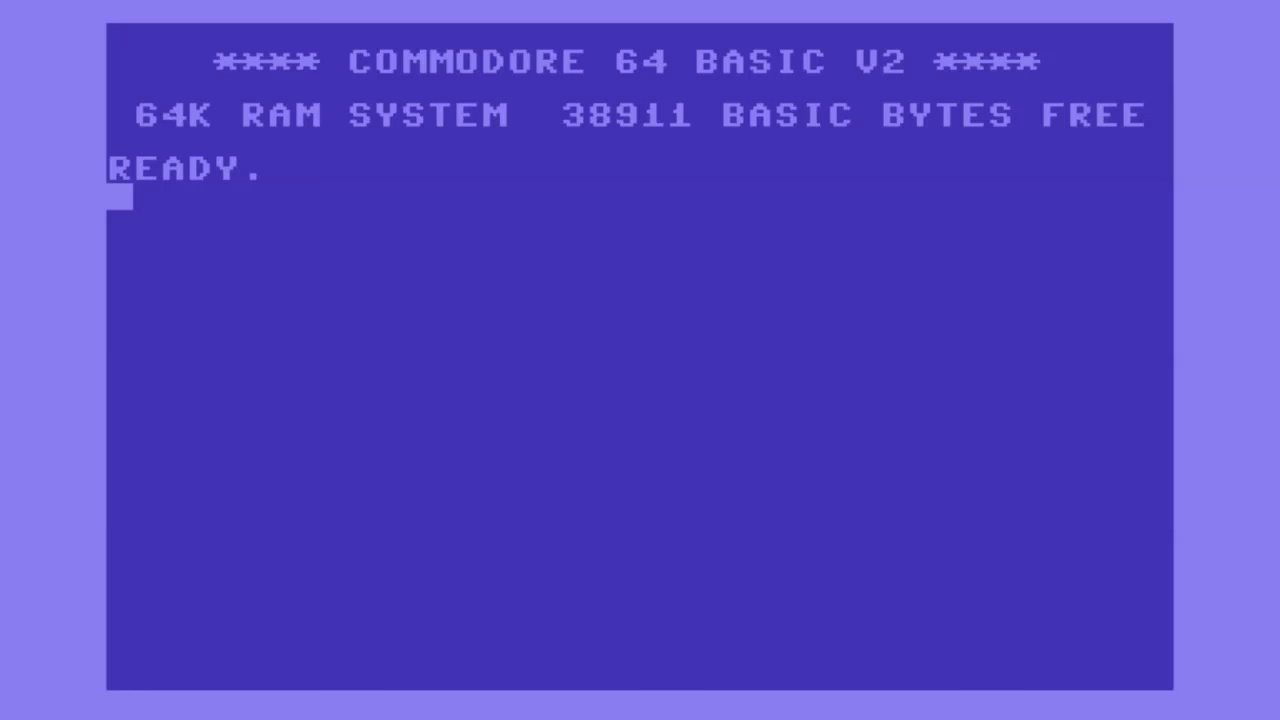 **** COMMODORE 64 BASIC V2 ****
64K RAM SYSTEM  38911 BASIC BYTES FREE
READY.